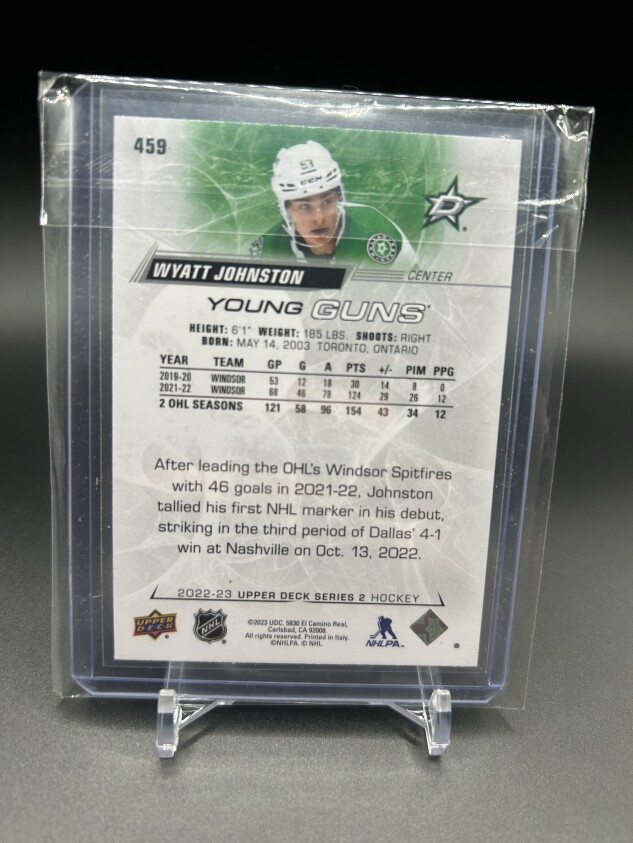 459
53
CCM
D
WYATT JOHNSTON
CENTER
YOUNG GUNS
HEIGHT: 6'1" WEIGHT: 185 LBS. SHOOTS: RIGHT
BORN: MAY 14, 2003 TORONTO, ONTARIO
YEAR TEAM GP G A PTS +/- PIM PPG
2019-20 WINDSOR 53 12 18 30 14 8 0
2021-22 WINDSOR 68 46 78 124 29 26 12
2 OHL SEASONS 121 58 96 154 43 34 12
After leading the OHL's Windsor Spitfires
with 46 goals in 2021-22, Johnston
tallied his first NHL marker in his debut,
striking in the third period of Dallas' 4-1
win at Nashville on Oct. 13, 2022.
2022-23 UPPER DECK SERIES 2 HOCKEY
UPPER
DECK
NHL
©2023 UDC. 5830 El Camino Real,
Carlsbad, CA 92008.
All rights reserved. Printed in Italy.
©NHLPA. © NHL.
NHLPA